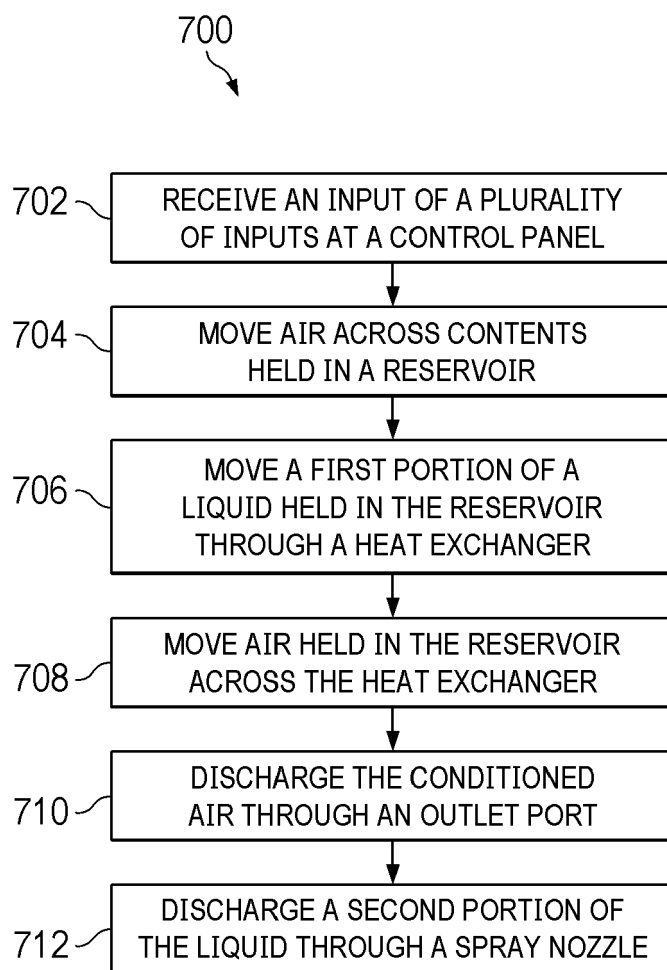 700
702
RECEIVE AN INPUT OF A PLURALITY
OF INPUTS AT A CONTROL PANEL
704
MOVE AIR ACROSS CONTENTS
HELD IN A RESERVOIR
706
MOVE A FIRST PORTION OF A
LIQUID HELD IN THE RESERVOIR
THROUGH A HEAT EXCHANGER
708
MOVE AIR HELD IN THE RESERVOIR
ACROSS THE HEAT EXCHANGER
710
DISCHARGE THE CONDITIONED
AIR THROUGH AN OUTLET PORT
712
DISCHARGE A SECOND PORTION OF
THE LIQUID THROUGH A SPRAY NOZZLE